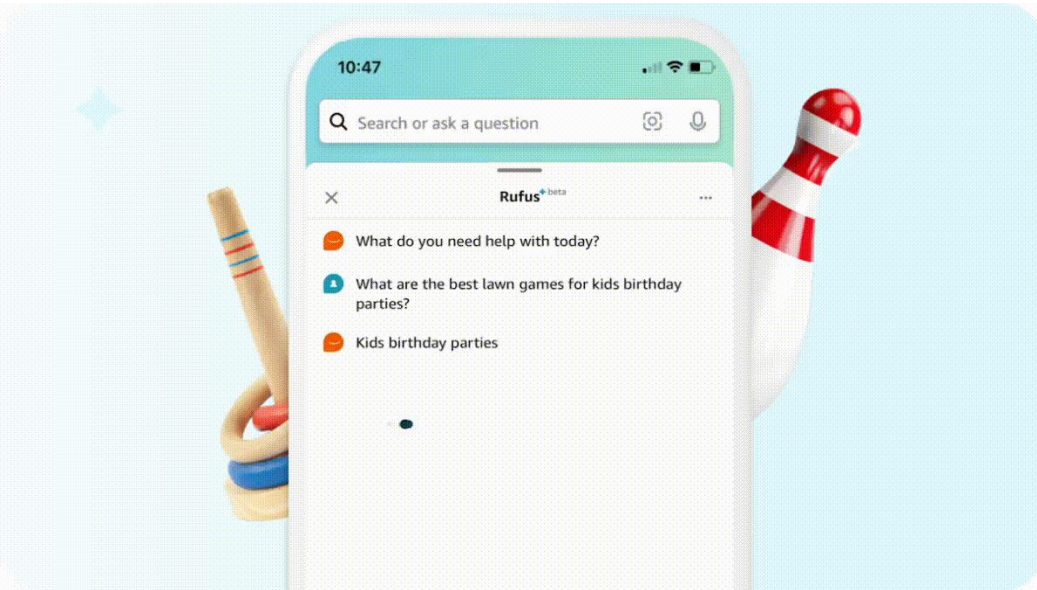 10:47
Search or ask a question
Rufus beta
What do you need help with today?
What are the best lawn games for kids birthday
parties?
Kids birthday parties